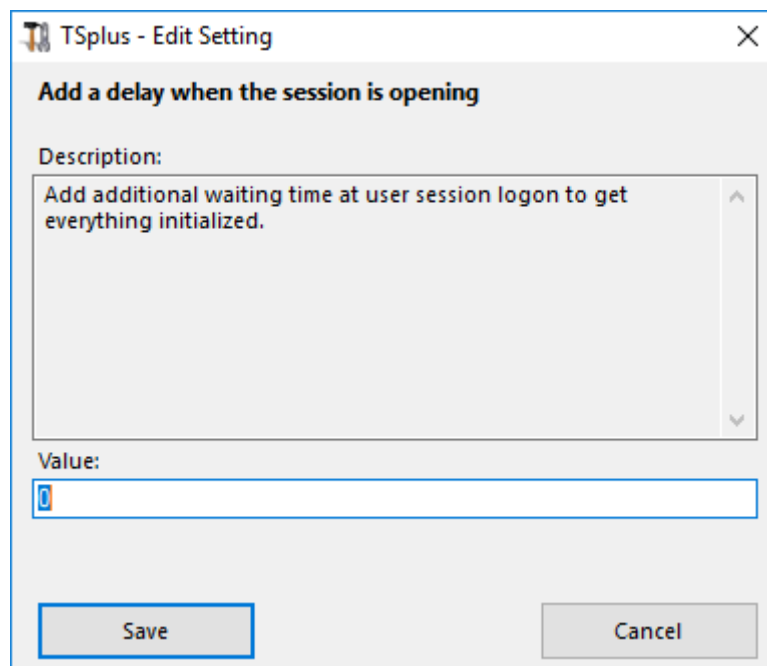 TSplus - Edit Setting
Add a delay when the session is opening
Description:
Add additional waiting time at user session logon to get
everything initialized.
Value:
0
Save
Cancel